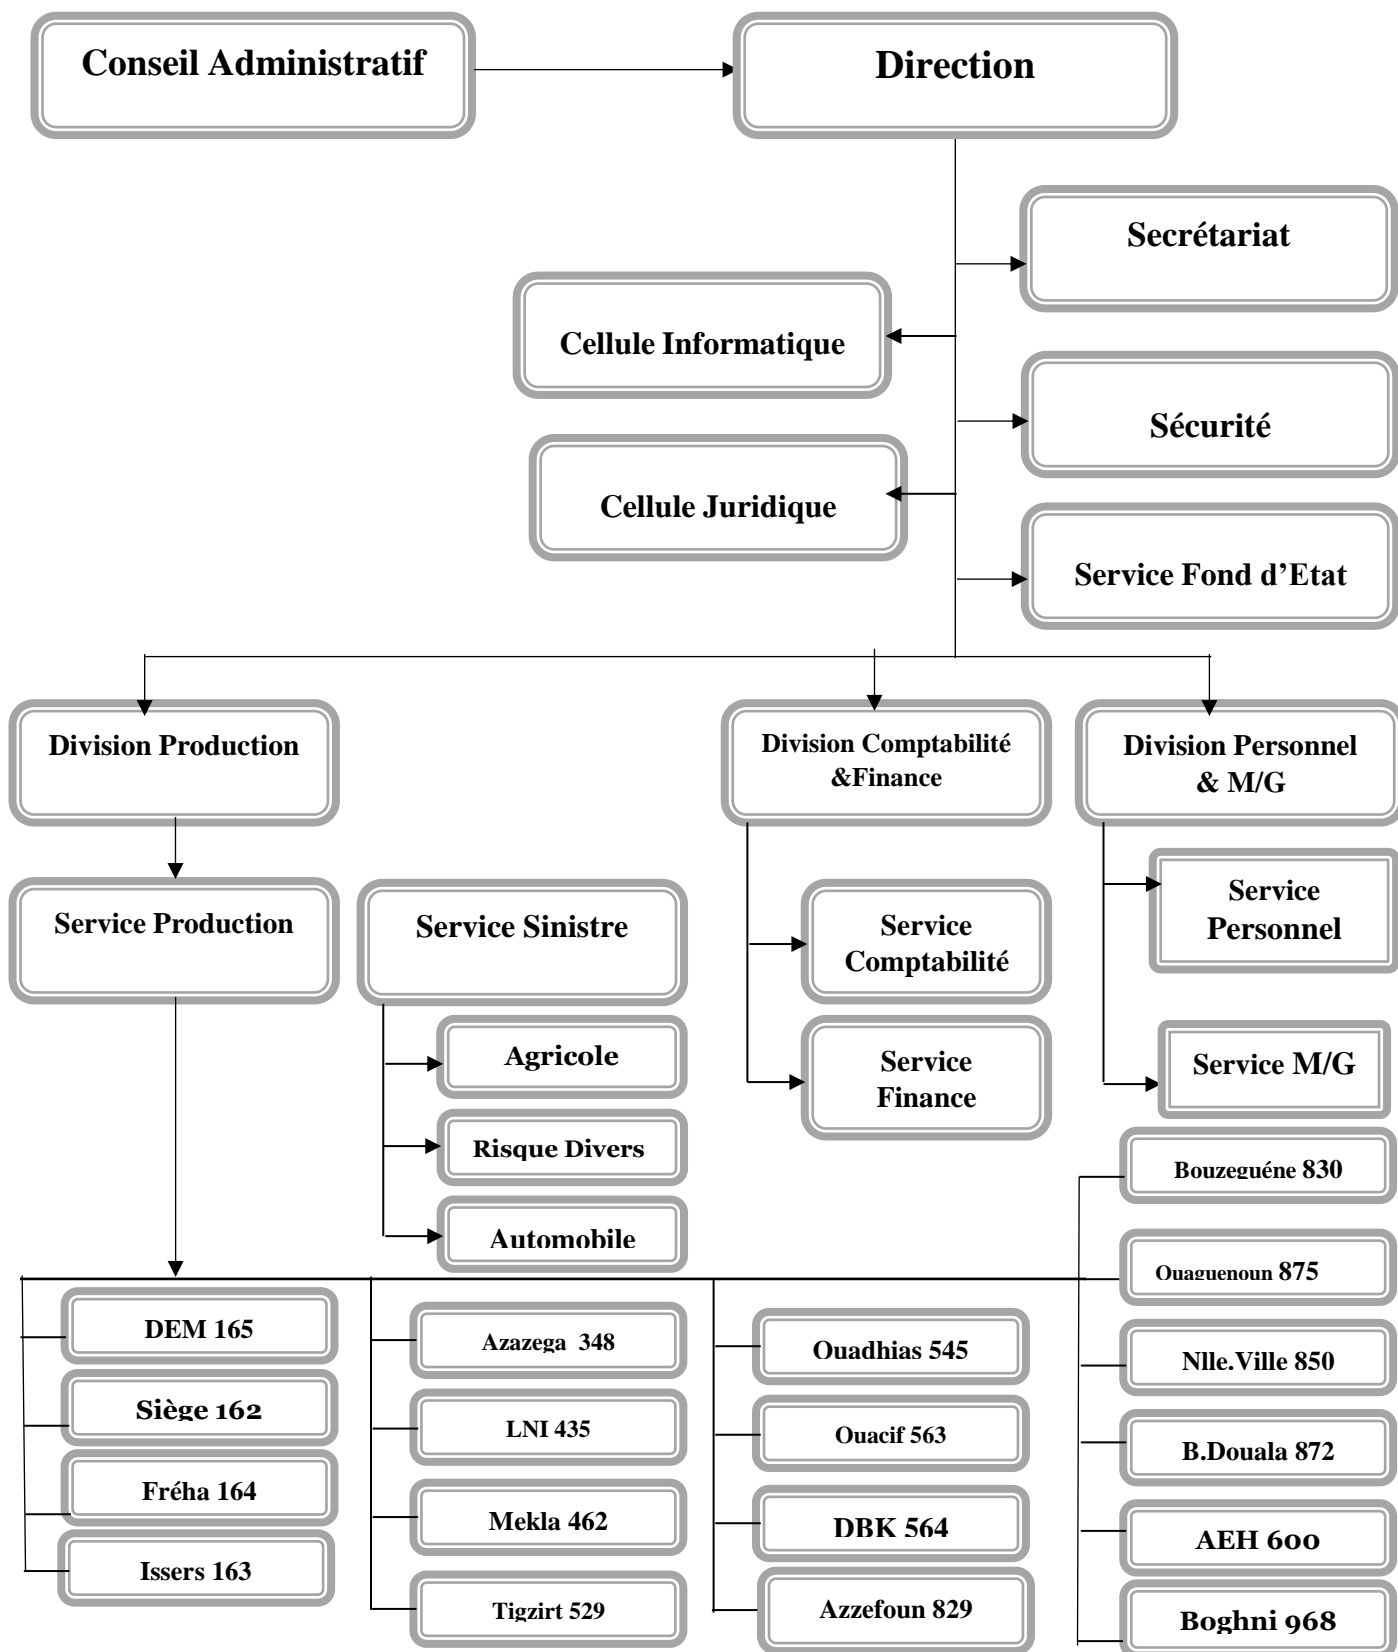 Conseil Administratif
Direction
Secrétariat
Cellule Informatique
Sécurité
Cellule Juridique
Service Fond d’Etat
Division Production
Division Comptabilité
&Finance
Division Personnel
& M/G
Service Production
Service Sinistre
Service
Comptabilité
Service
Personnel
Agricole
Service
Finance
Service M/G
Risque Divers
Automobile
Bouzeguéne 830
Ouaguenoun 875
DEM 165
Azazega 348
Ouadhias 545
Nlle.Ville 850
Siège 162
LNI 435
Ouacif 563
B.Douala 872
Fréha 164
Mekla 462
DBK 564
AEH 600
Issers 163
Tigzirt 529
Azzefoun 829
Boghni 968